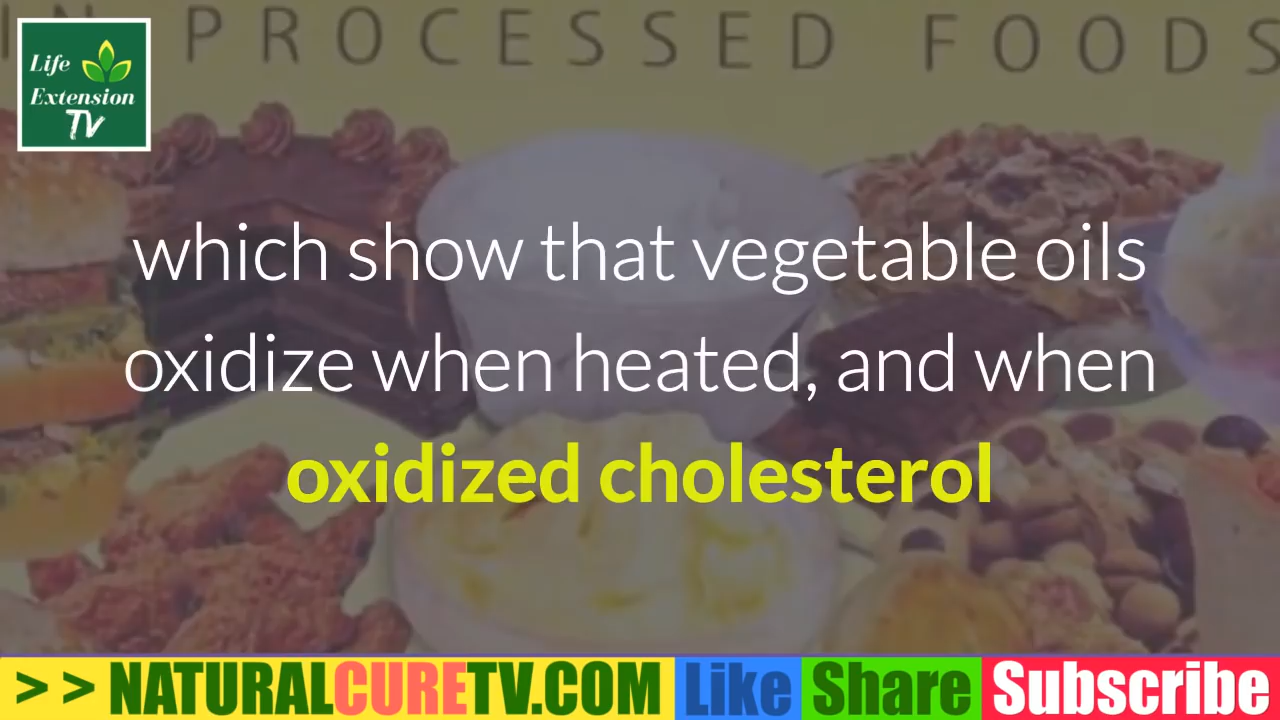 IN PROCESSED FOODS
Life
Extension
TV
which show that vegetable oils
oxidize when heated, and when
oxidized cholesterol
> > NATURALCURETV.COM Like Share Subscribe